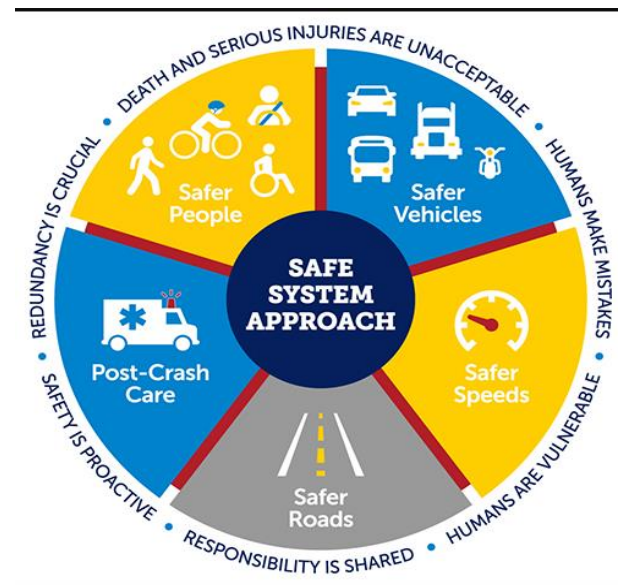 DEATH AND SERIOUS INJURIES ARE UNACCEPTABLE
HUMANS MAKE MISTAKES
HUMANS ARE VULNERABLE
RESPONSIBILITY IS SHARED
SAFETY IS PROACTIVE
REDUNDANCY IS CRUCIAL
Safer
People
Safer
Vehicles
SAFE
SYSTEM
APPROACH
Post-Crash
Care
Safer
Speeds
Safer
Roads